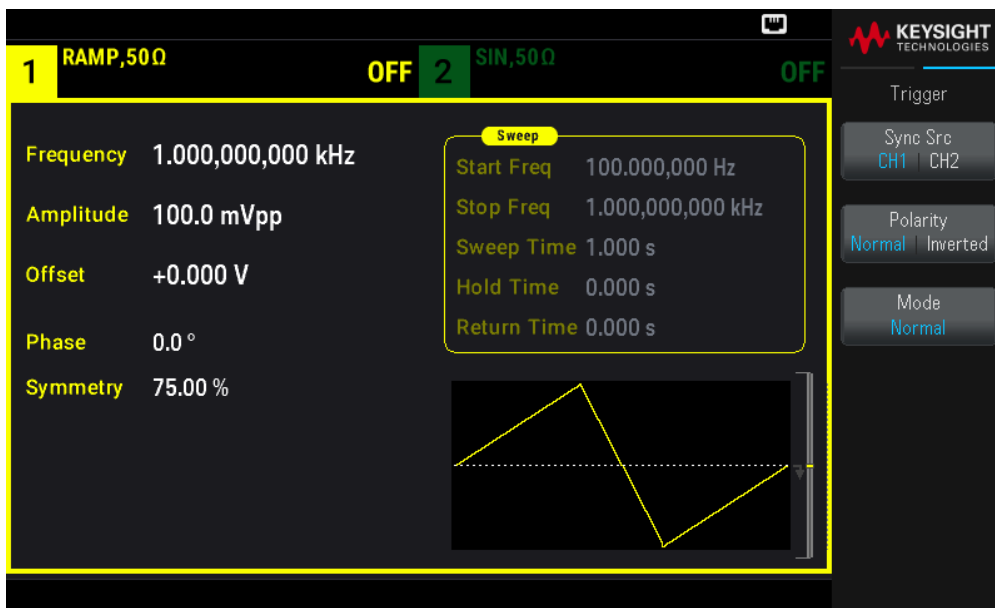 KEYSIGHT
TECHNOLOGIES
1 RAMP,50Ω OFF 2 SIN,50Ω OFF
Trigger
Frequency 1.000,000,000 kHz
Amplitude 100.0 mVpp
Offset +0.000 V
Phase 0.0 °
Symmetry 75.00 %
Sweep
Start Freq 100.000,000 Hz
Stop Freq 1.000,000,000 kHz
Sweep Time 1.000 s
Hold Time 0.000 s
Return Time 0.000 s
Sync Src
CH1 | CH2
Polarity
Normal | Inverted
Mode
Normal